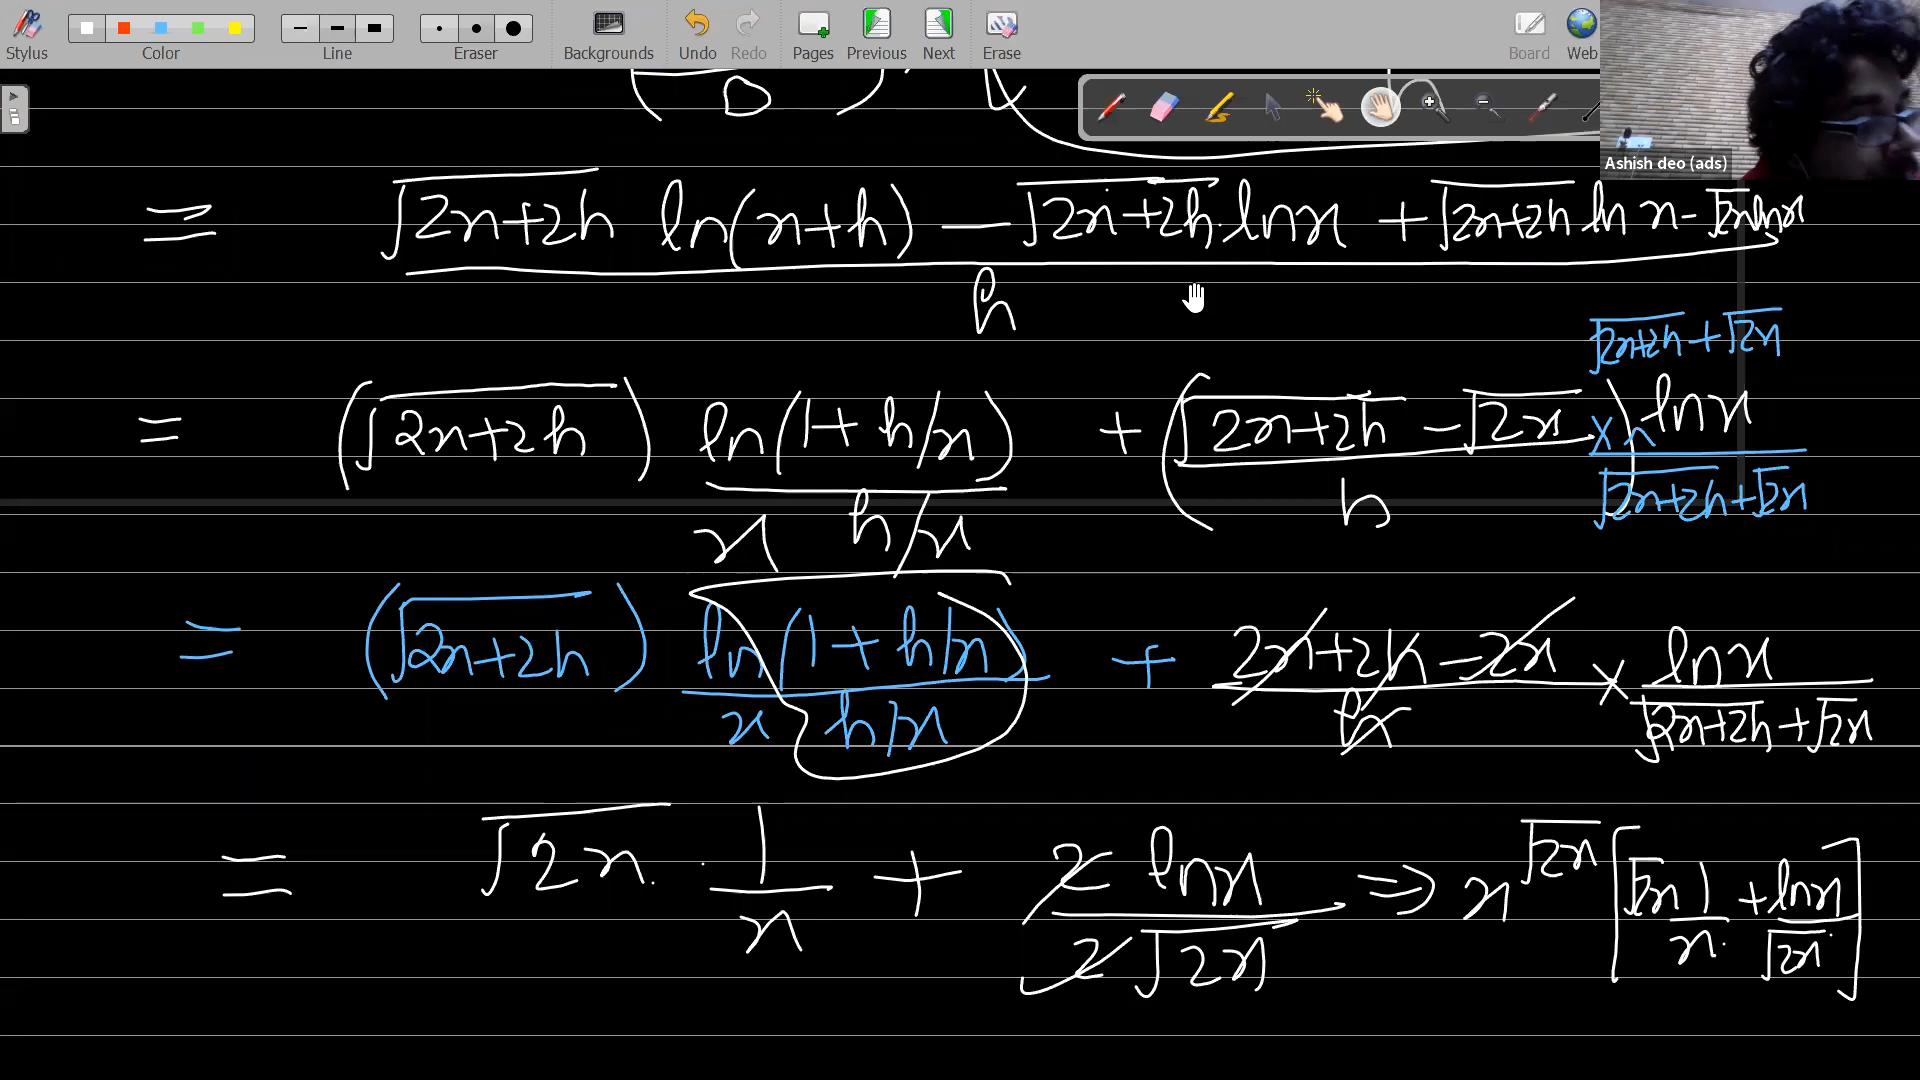 Stylus Color Line Eraser Backgrounds Undo Redo Pages Previous Next Erase Board Web
Ashish deo (ads)
= √(2x+2h) ln(x+h) − √(2x+2h) · ln x + √(2x+2h) ln x − √(2x) ln x
h
√(2x+2h) + √(2x)
= (√(2x+2h)) ln(1+h/x) + (√(2x+2h) − √(2x)) ln x
x h/x h
× √(2x+2h) + √(2x)
= (√(2x+2h)) ln(1+h/x) + 2x+2h−2x × ln x
x h/x h √(2x+2h) + √(2x)
= √(2x) · 1/x + 2 ln x / 2√(2x) ⇒ x^√(2x) [√(2x) 1/x + ln x/√(2x)]